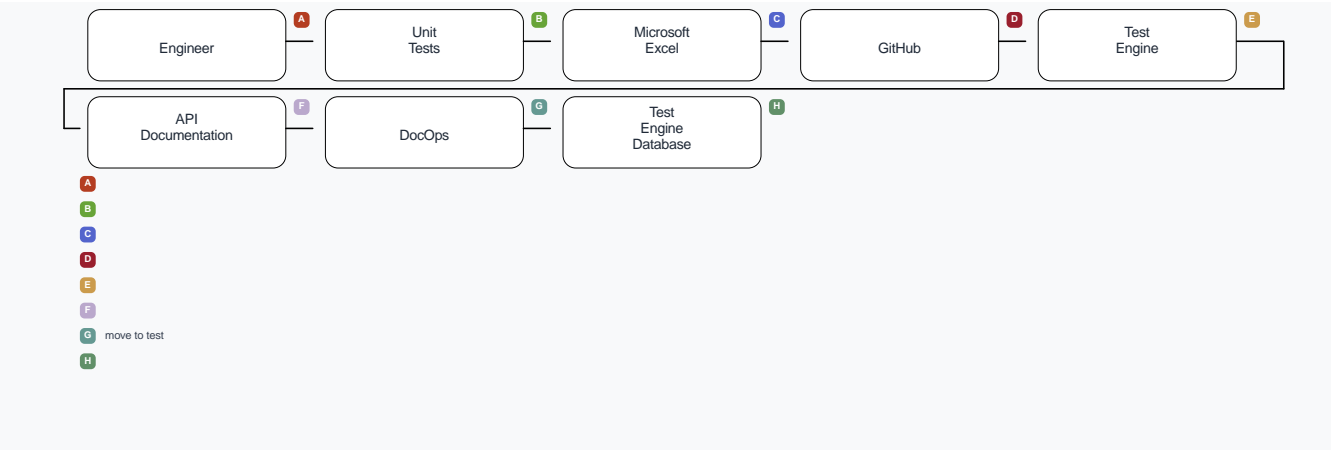 A
B
C
D
E
Engineer
Unit
Tests
Microsoft
Excel
GitHub
Test
Engine
F
G
H
API
Documentation
DocOps
Test
Engine
Database
A
B
C
D
E
F
G move to test
H